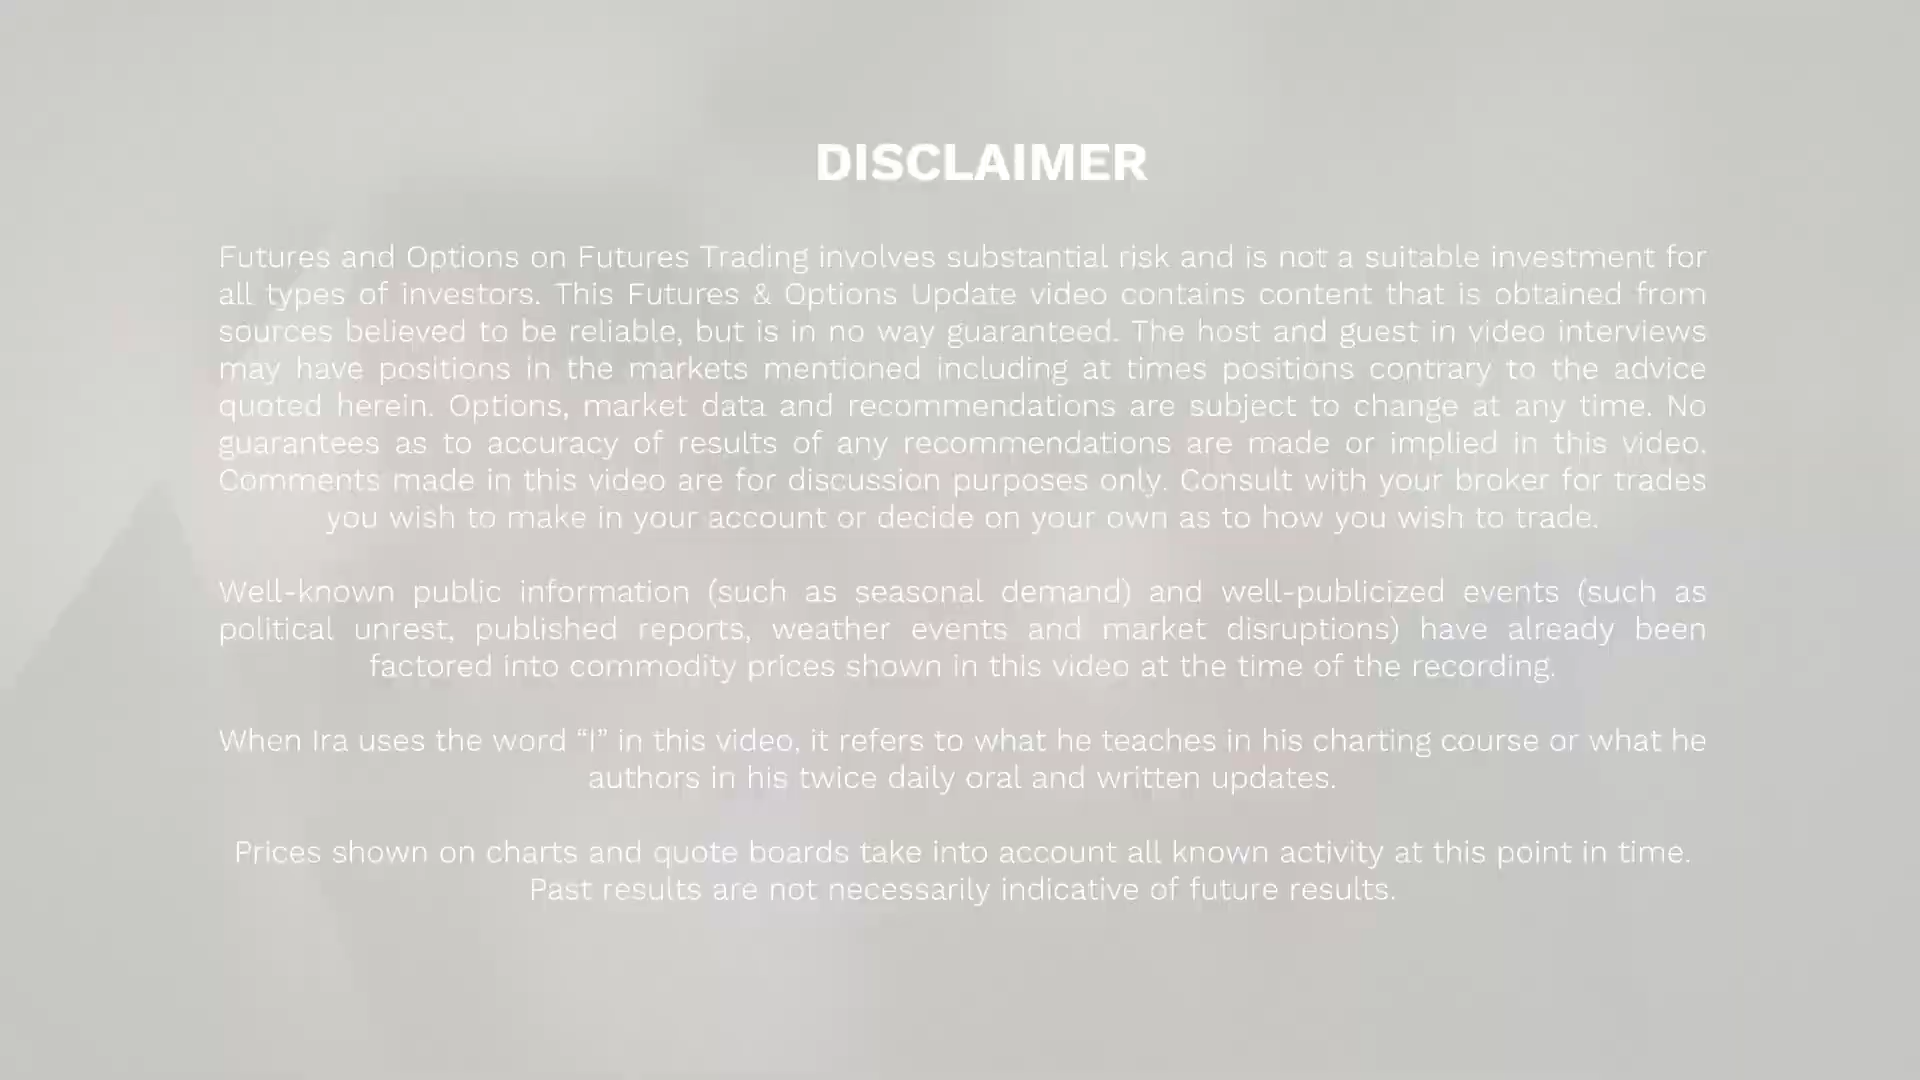 DISCLAIMER
Futures and Options on Futures Trading involves substantial risk and is not a suitable investment for
all types of investors. This Futures & Options Update video contains content that is obtained from
sources believed to be reliable, but is in no way guaranteed. The host and guest in video interviews
may have positions in the markets mentioned including at times positions contrary to the advice
quoted herein. Options, market data and recommendations are subject to change at any time. No
guarantees as to accuracy of results of any recommendations are made or implied in this video.
Comments made in this video are for discussion purposes only. Consult with your broker for trades
you wish to make in your account or decide on your own as to how you wish to trade.
Well-known public information (such as seasonal demand) and well-publicized events (such as
political unrest, published reports, weather events and market disruptions) have already been
factored into commodity prices shown in this video at the time of the recording.
When Ira uses the word “I” in this video, it refers to what he teaches in his charting course or what he
authors in his twice daily oral and written updates.
Prices shown on charts and quote boards take into account all known activity at this point in time.
Past results are not necessarily indicative of future results.